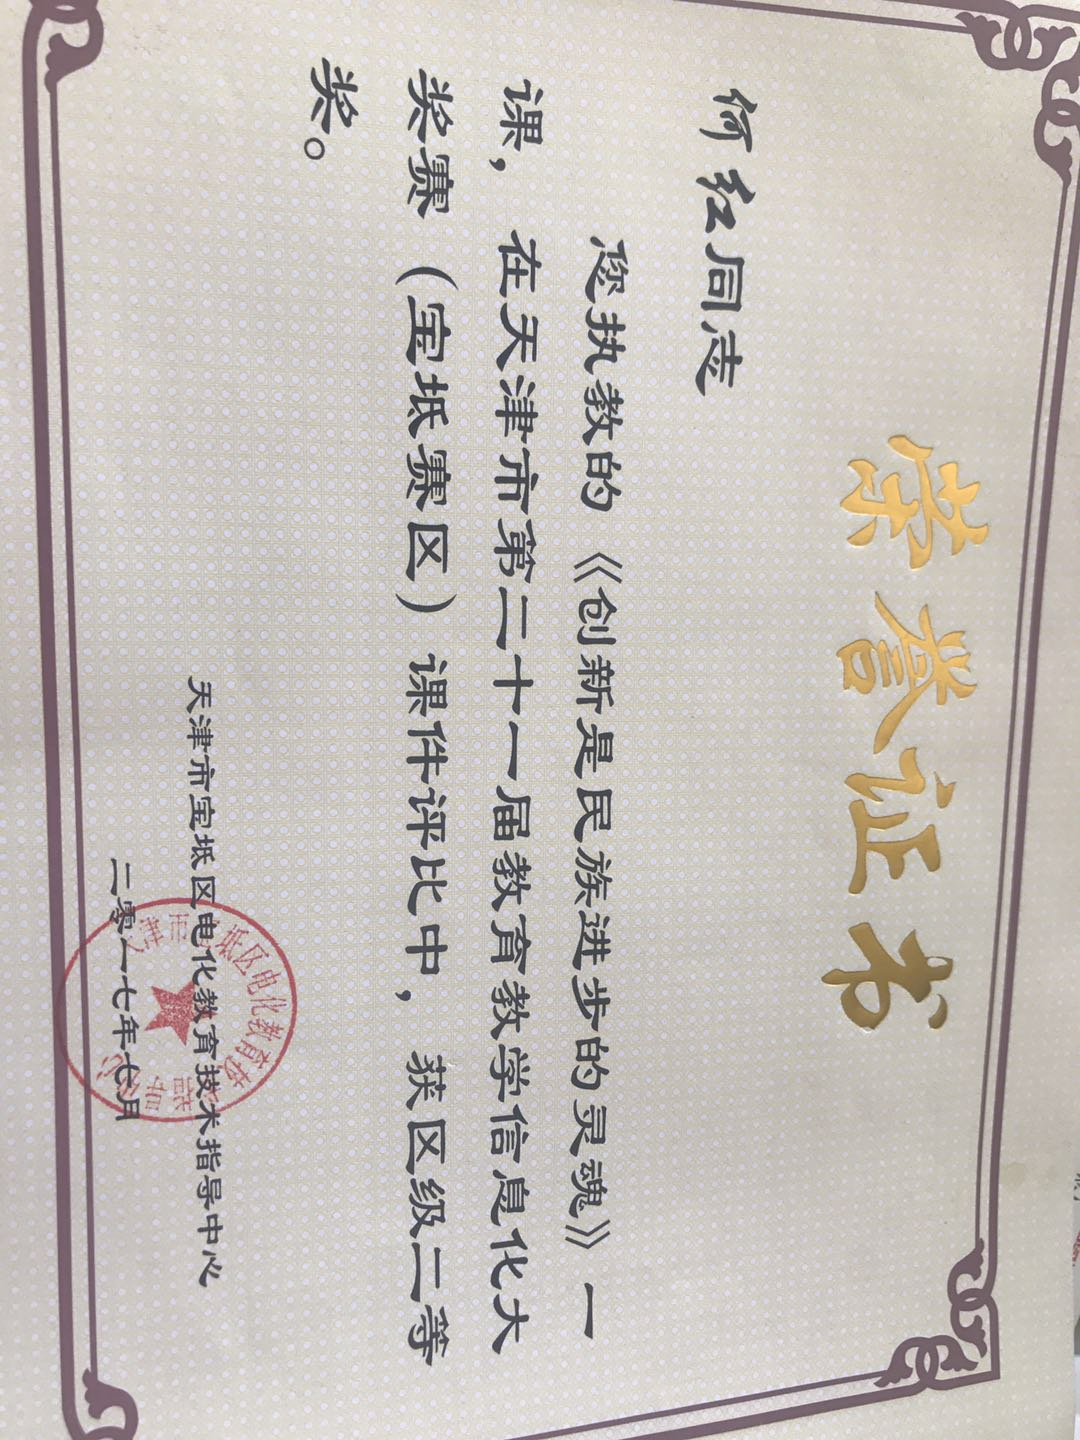 荣誉证书
何红同志
您执教的《创新是民族进步的灵魂》一
课，在天津市第二十一届教育教学信息化大
奖赛（宝坻赛区）课件评比中，获区级二等
奖。
天津市宝坻区电化教育技术指导中心
二零一七年七月